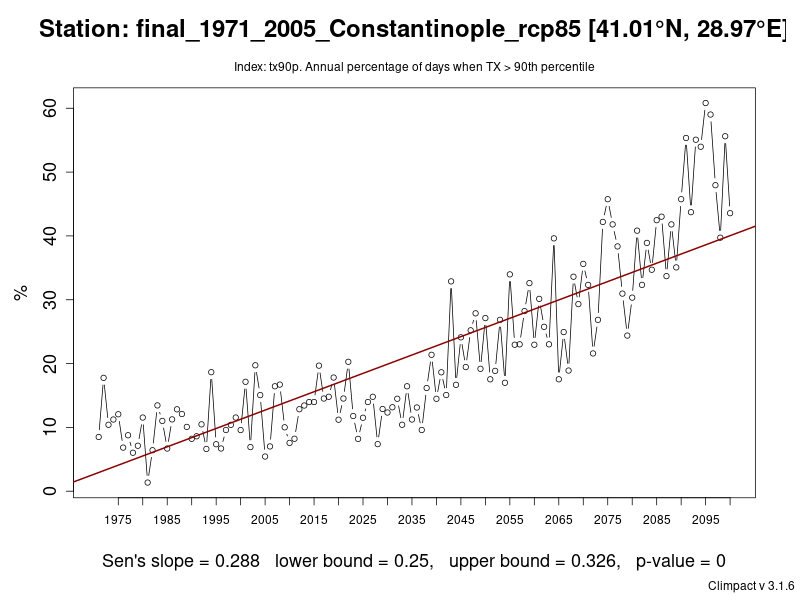 Station: final_1971_2005_Constantinople_rcp85 [41.01°N, 28.97°E]
Index: tx90p. Annual percentage of days when TX > 90th percentile
60
50
40
30
20
10
0
%
1975 1985 1995 2005 2015 2025 2035 2045 2055 2065 2075 2085 2095
Sen's slope = 0.288 lower bound = 0.25, upper bound = 0.326, p-value = 0
Climpact v 3.1.6